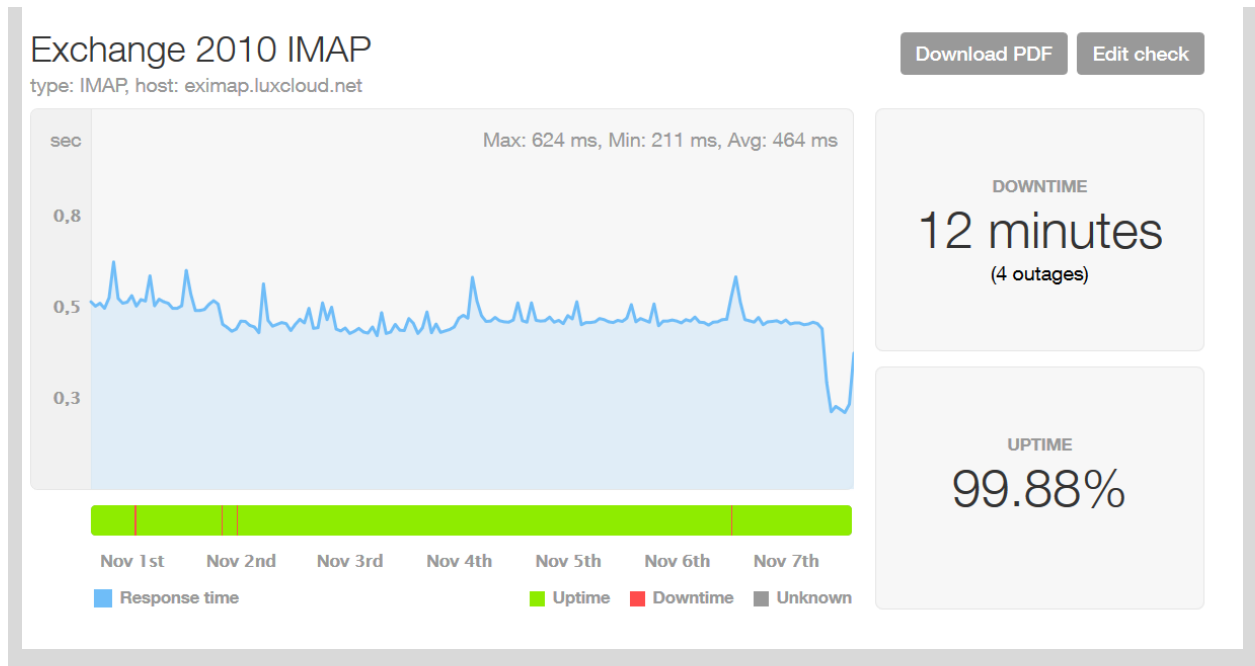 Exchange 2010 IMAP
Download PDF
Edit check
type: IMAP, host: eximap.luxcloud.net
sec
Max: 624 ms, Min: 211 ms, Avg: 464 ms
0,8
0,5
0,3
DOWNTIME
12 minutes
(4 outages)
UPTIME
99.88%
Nov 1st Nov 2nd Nov 3rd Nov 4th Nov 5th Nov 6th Nov 7th
Response time
Uptime Downtime Unknown